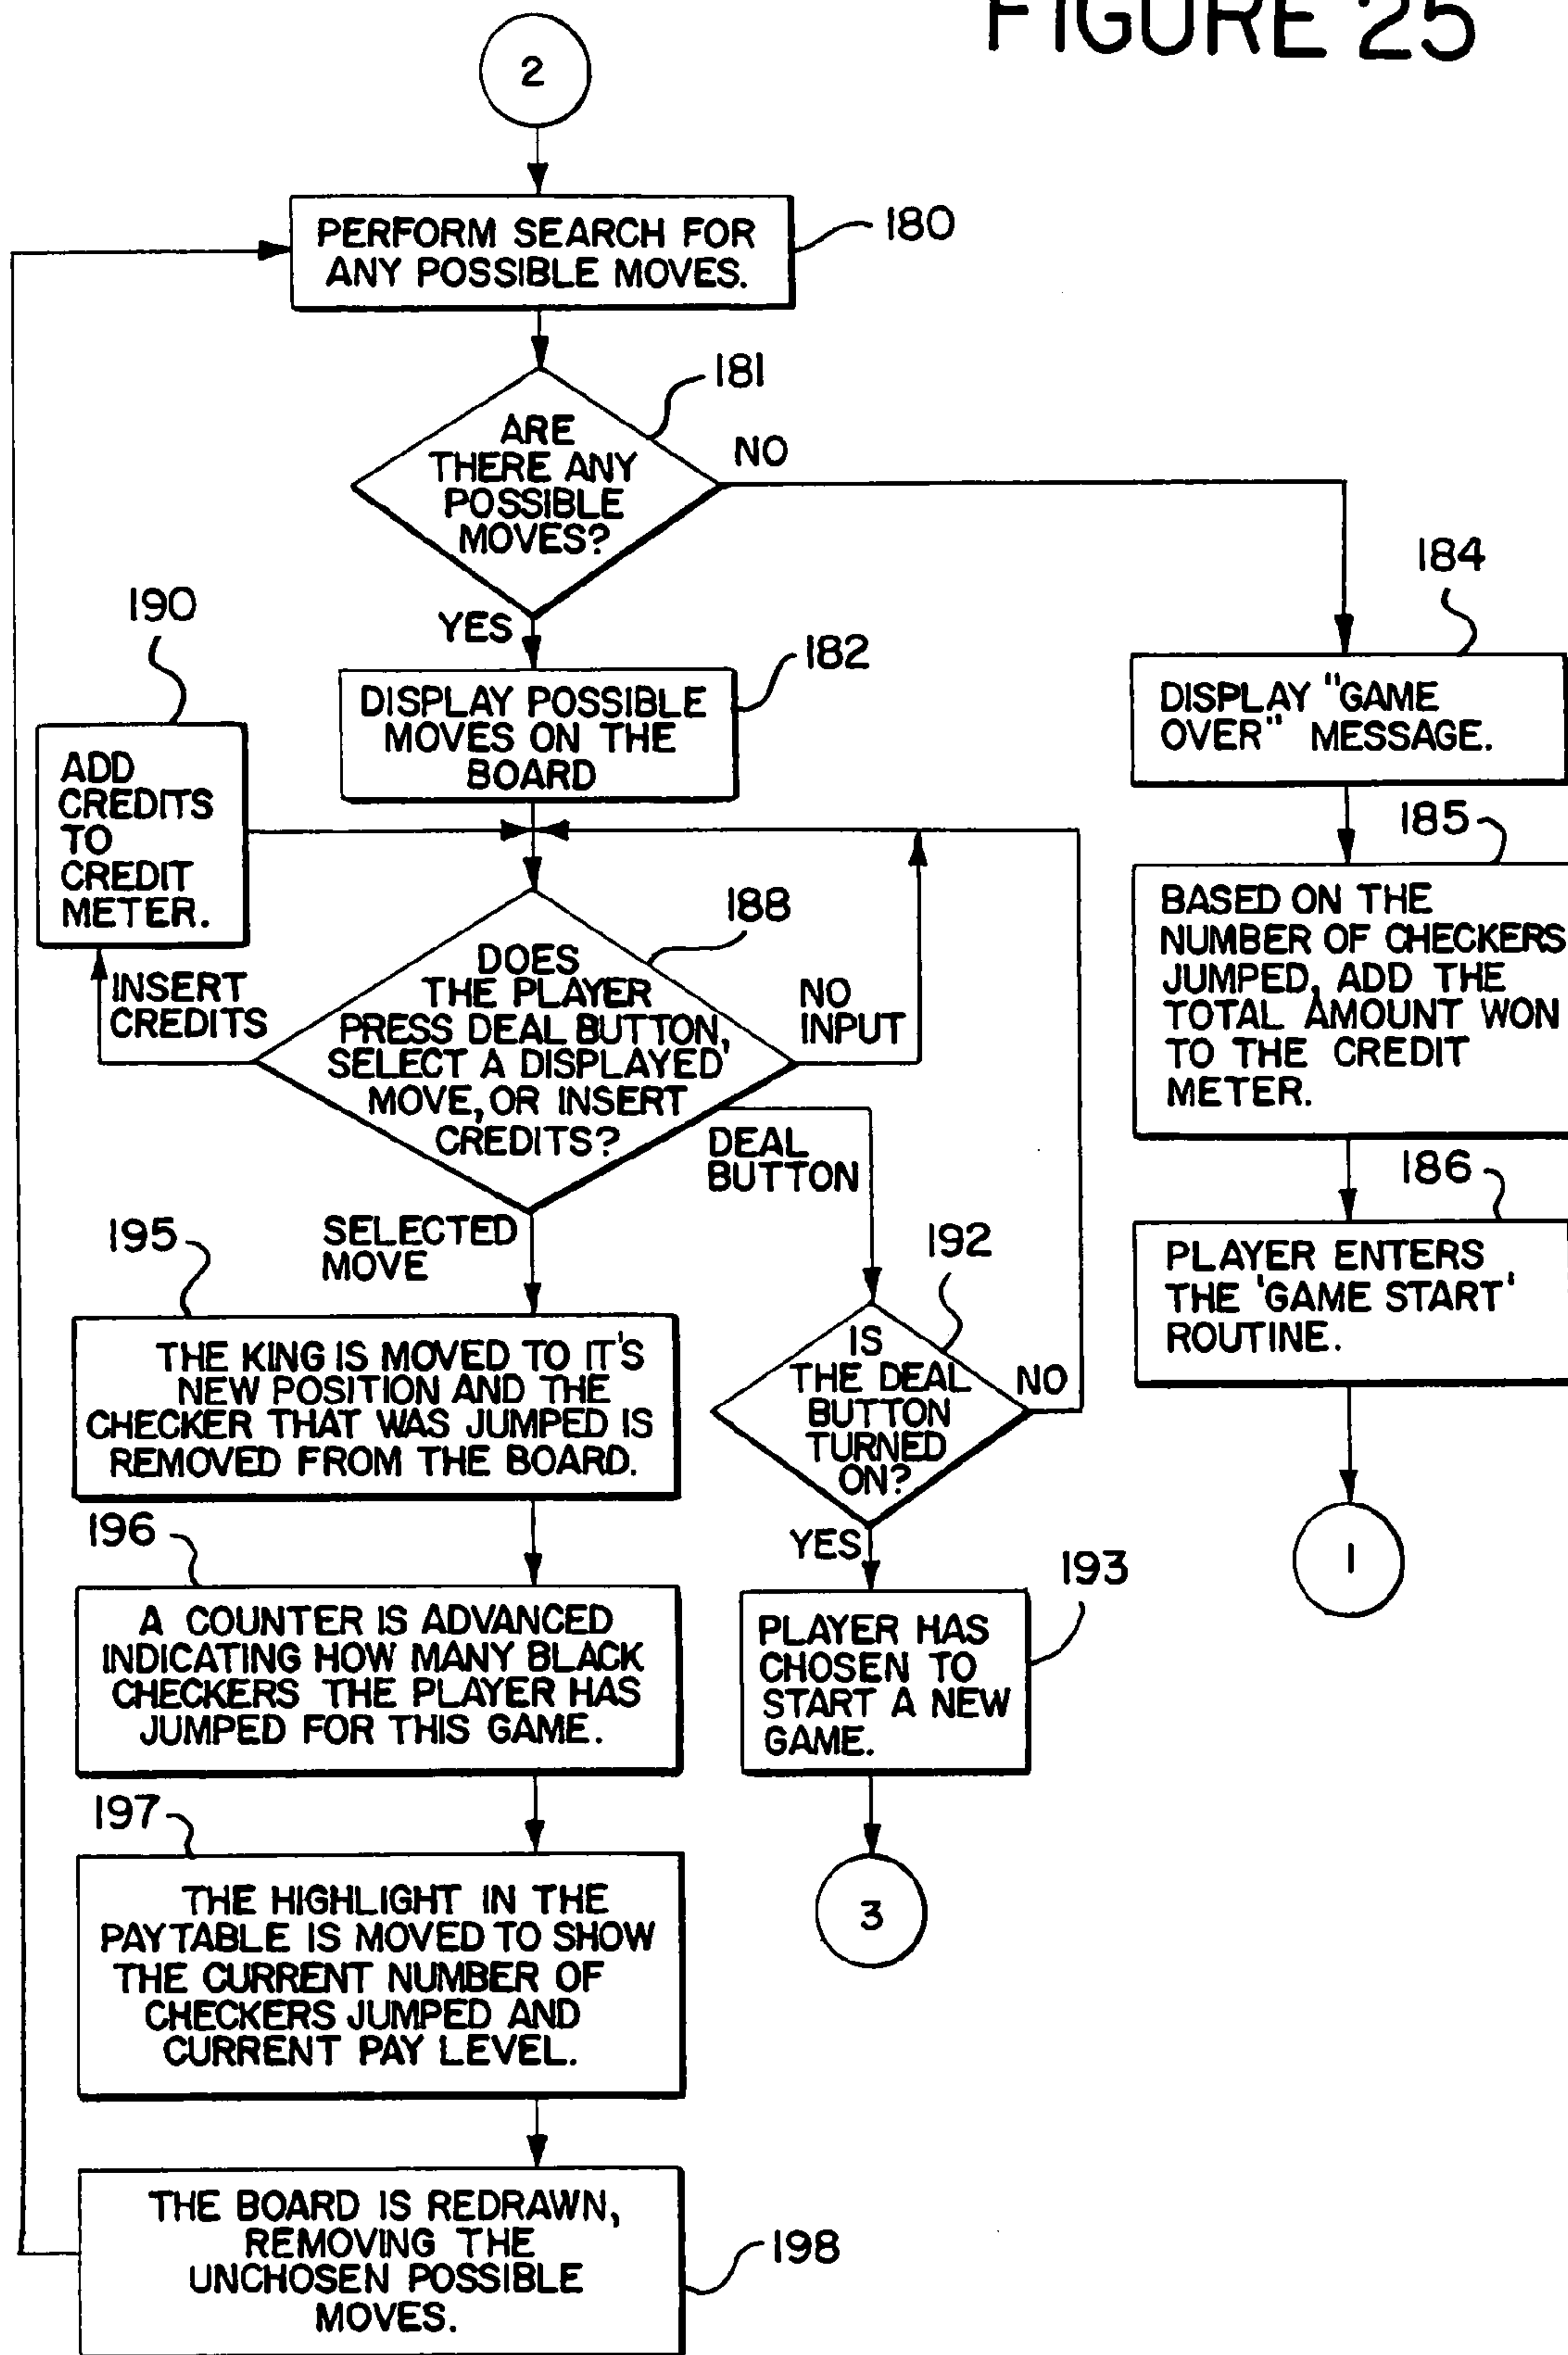 FIGURE 25
2
PERFORM SEARCH FOR
ANY POSSIBLE MOVES.
180
ARE
THERE ANY
POSSIBLE
MOVES?
181
NO
YES
DISPLAY POSSIBLE
MOVES ON THE
BOARD
182
184
DISPLAY "GAME
OVER" MESSAGE.
190
ADD
CREDITS
TO
CREDIT
METER.
185
BASED ON THE
NUMBER OF CHECKERS
JUMPED, ADD THE
TOTAL AMOUNT WON
TO THE CREDIT
METER.
188
DOES
THE PLAYER
PRESS DEAL BUTTON,
SELECT A DISPLAYED
MOVE, OR INSERT
CREDITS?
INSERT
CREDITS
NO
INPUT
DEAL
BUTTON
SELECTED
MOVE
186
PLAYER ENTERS
THE 'GAME START'
ROUTINE.
1
195
THE KING IS MOVED TO IT'S
NEW POSITION AND THE
CHECKER THAT WAS JUMPED IS
REMOVED FROM THE BOARD.
192
IS
THE DEAL
BUTTON
TURNED
ON?
NO
YES
196
A COUNTER IS ADVANCED
INDICATING HOW MANY BLACK
CHECKERS THE PLAYER HAS
JUMPED FOR THIS GAME.
193
PLAYER HAS
CHOSEN TO
START A NEW
GAME.
3
197
THE HIGHLIGHT IN THE
PAYTABLE IS MOVED TO SHOW
THE CURRENT NUMBER OF
CHECKERS JUMPED AND
CURRENT PAY LEVEL.
THE BOARD IS REDRAWN,
REMOVING THE
UNCHOSEN POSSIBLE
MOVES.
198